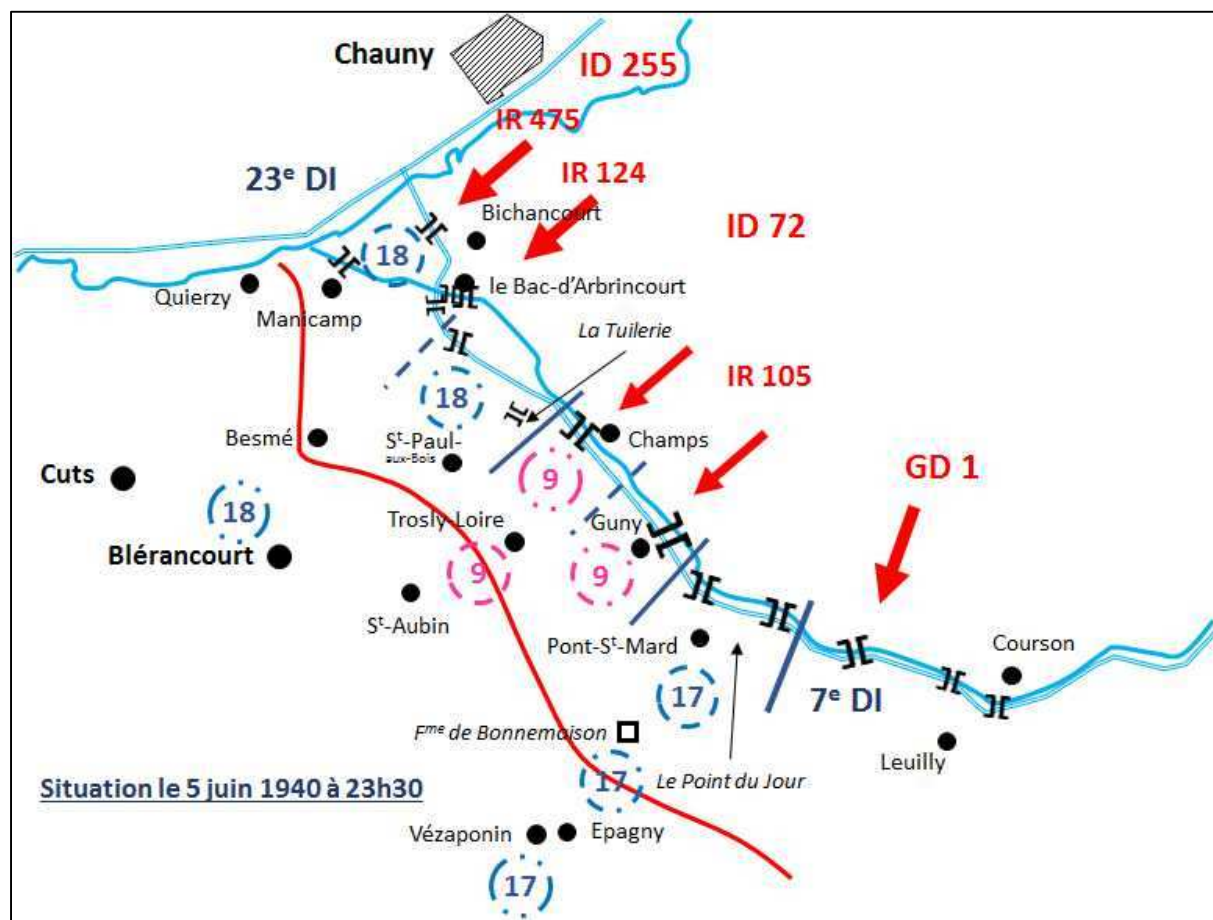 Chauny
ID 255
IR 475
23e DI
IR 124
Bichancourt
ID 72
18
Quierzy
Manicamp
le Bac-d'Arbrincourt
La Tuilerie
IR 105
18
Besmé
St-Paul-
aux-Bois
Champs
Cuts
9
GD 1
18
Trosly-Loire
Guny
Blérancourt
9
9
St-Aubin
Pont-St-Mard
Courson
17
7e DI
Fme de Bonnemaison
Leuilly
17
Le Point du Jour
Situation le 5 juin 1940 à 23h30
Vézaponin
Epagny
17